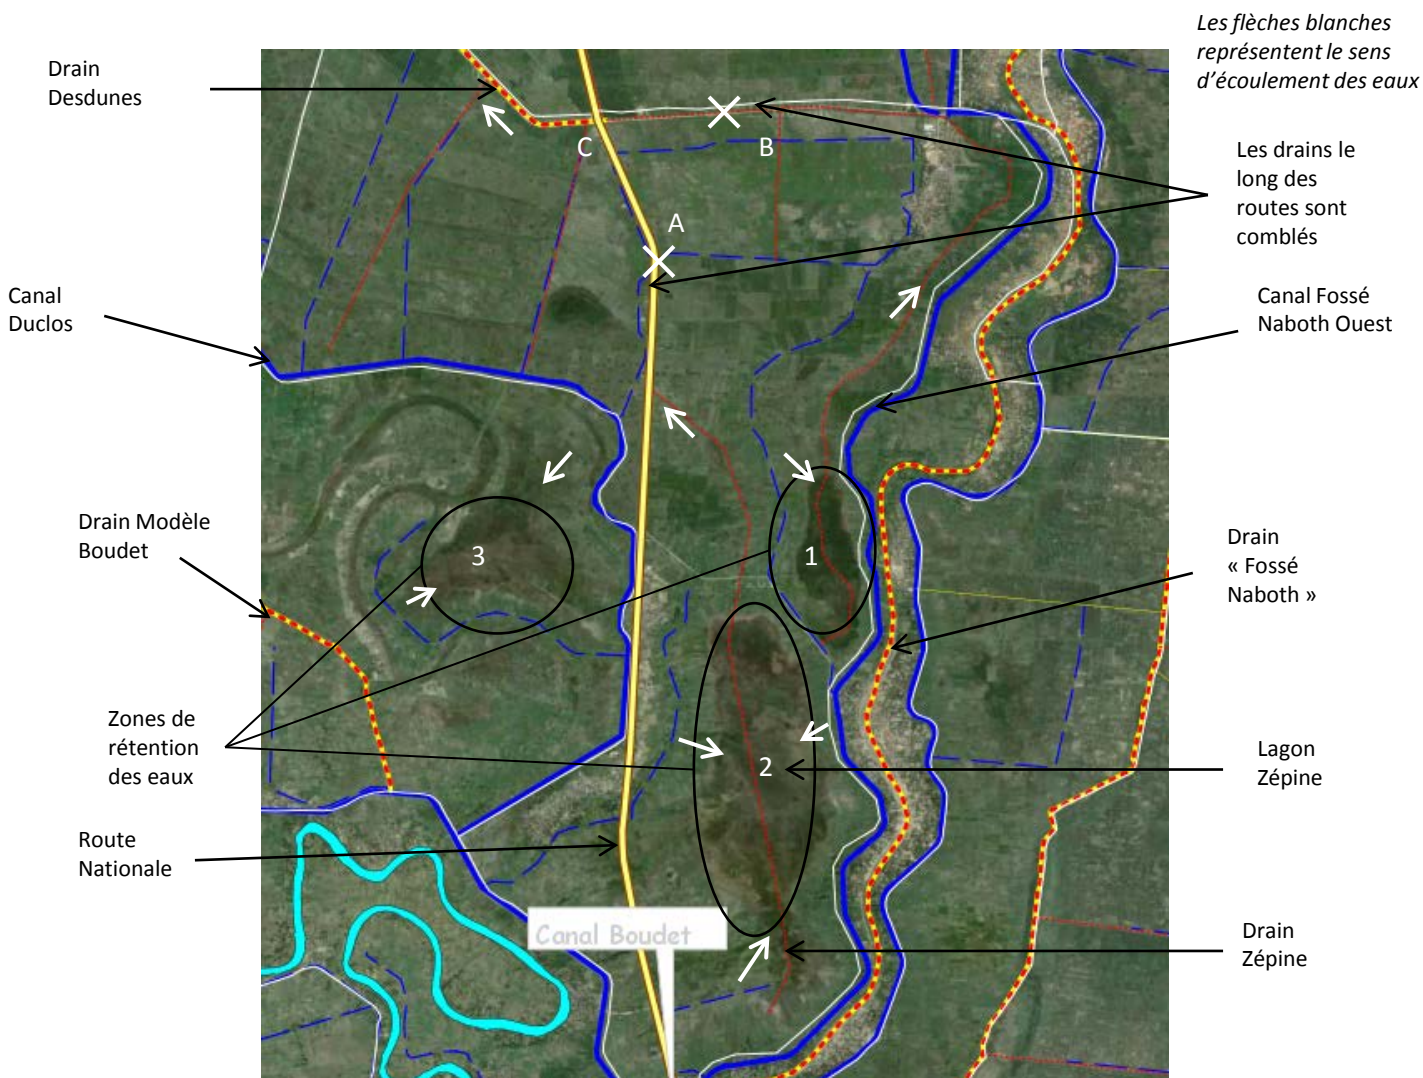 Les flèches blanches
représentent le sens
d'écoulement des eaux
Drain
Desdunes
C
B
A
Les drains le
long des
routes sont
comblés
Canal
Duclos
Canal Fossé
Naboth Ouest
Drain Modèle
Boudet
3
1
Drain
« Fossé
Naboth »
Zones de
rétention
des eaux
2
Lagon
Zépine
Route
Nationale
Canal Boudet
Drain
Zépine